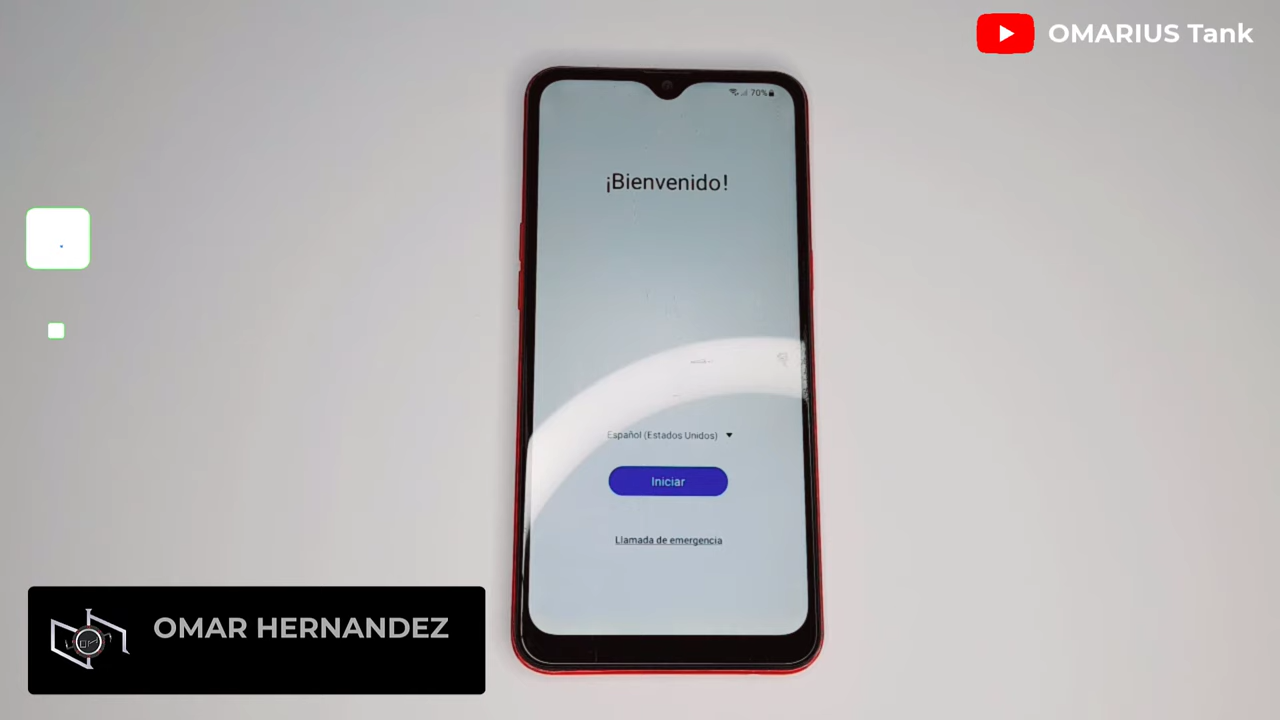 OMARIUS Tank
70%
¡Bienvenido!
Español (Estados Unidos)
Iniciar
Llamada de emergencia
OMAR HERNANDEZ